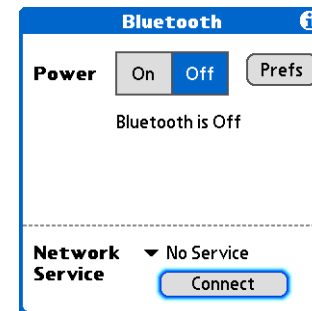 Bluetooth i
Power On Off Prefs
Bluetooth is Off
Network No Service
Service
Connect